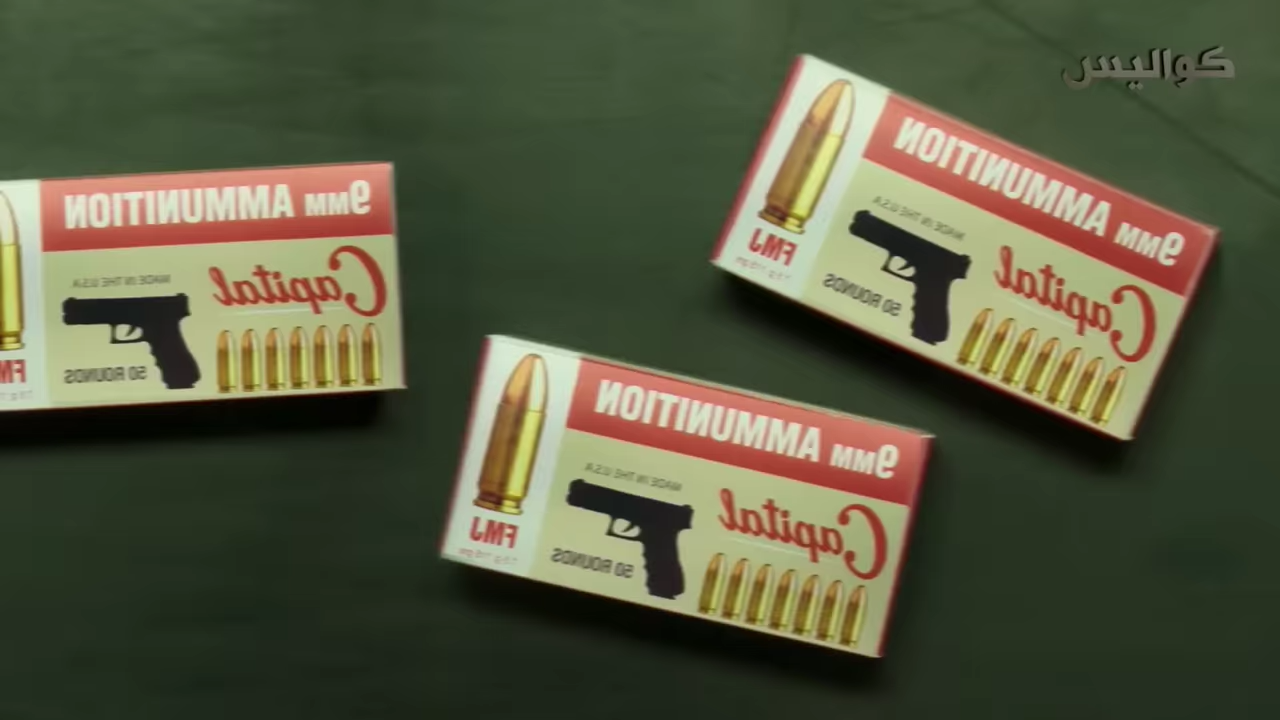 كواليس
9MM AMMUNITION
Capital
MADE IN THE U.S.A
50 ROUNDS
FMJ
9MM AMMUNITION
Capital
MADE IN THE U.S.A
50 ROUNDS
FMJ
9MM AMMUNITION
Capital
MADE IN THE U.S.A
50 ROUNDS
FMJ